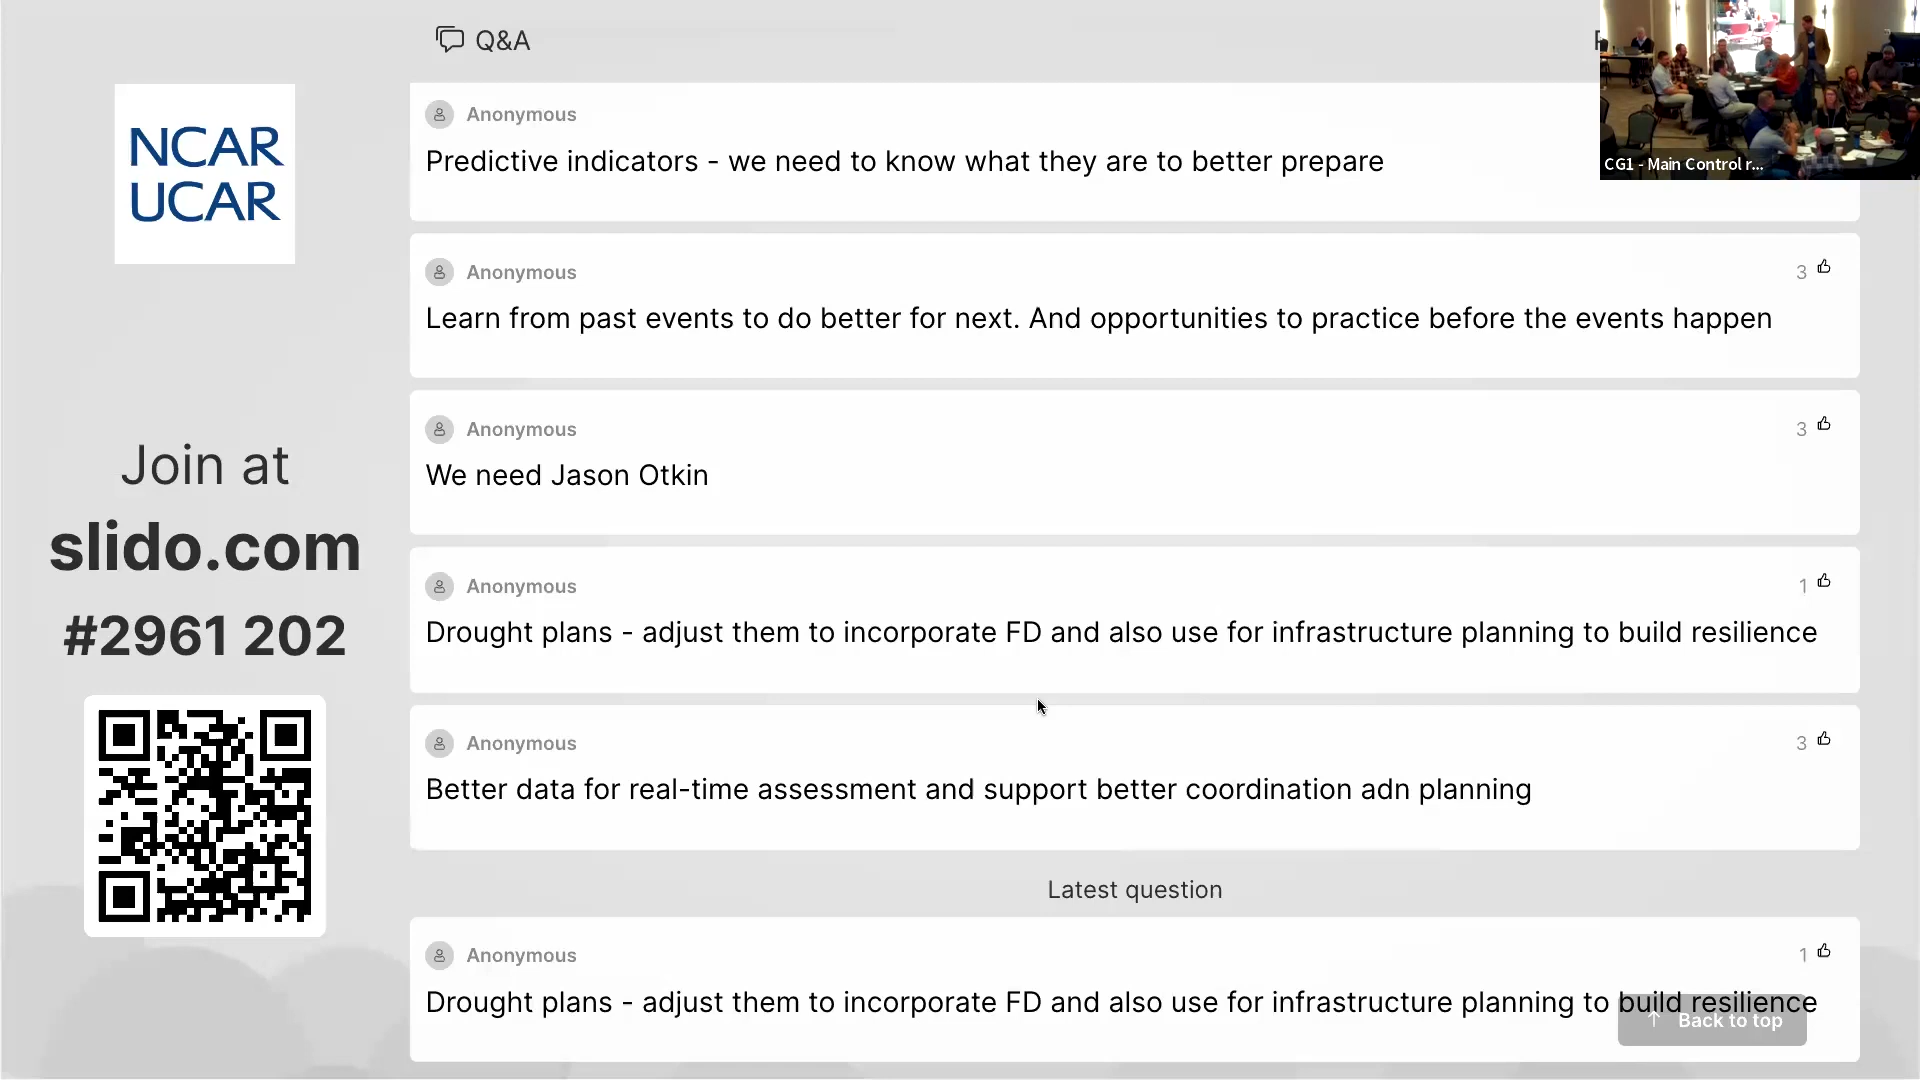 Q&A
NCAR
UCAR
Join at
slido.com
#2961 202
Anonymous
Predictive indicators - we need to know what they are to better prepare
Anonymous
3
Learn from past events to do better for next. And opportunities to practice before the events happen
Anonymous
3
We need Jason Otkin
Anonymous
1
Drought plans - adjust them to incorporate FD and also use for infrastructure planning to build resilience
Anonymous
3
Better data for real-time assessment and support better coordination adn planning
Latest question
Anonymous
1
Drought plans - adjust them to incorporate FD and also use for infrastructure planning to build resilience
↑ Back to top
CG1 - Main Control r...